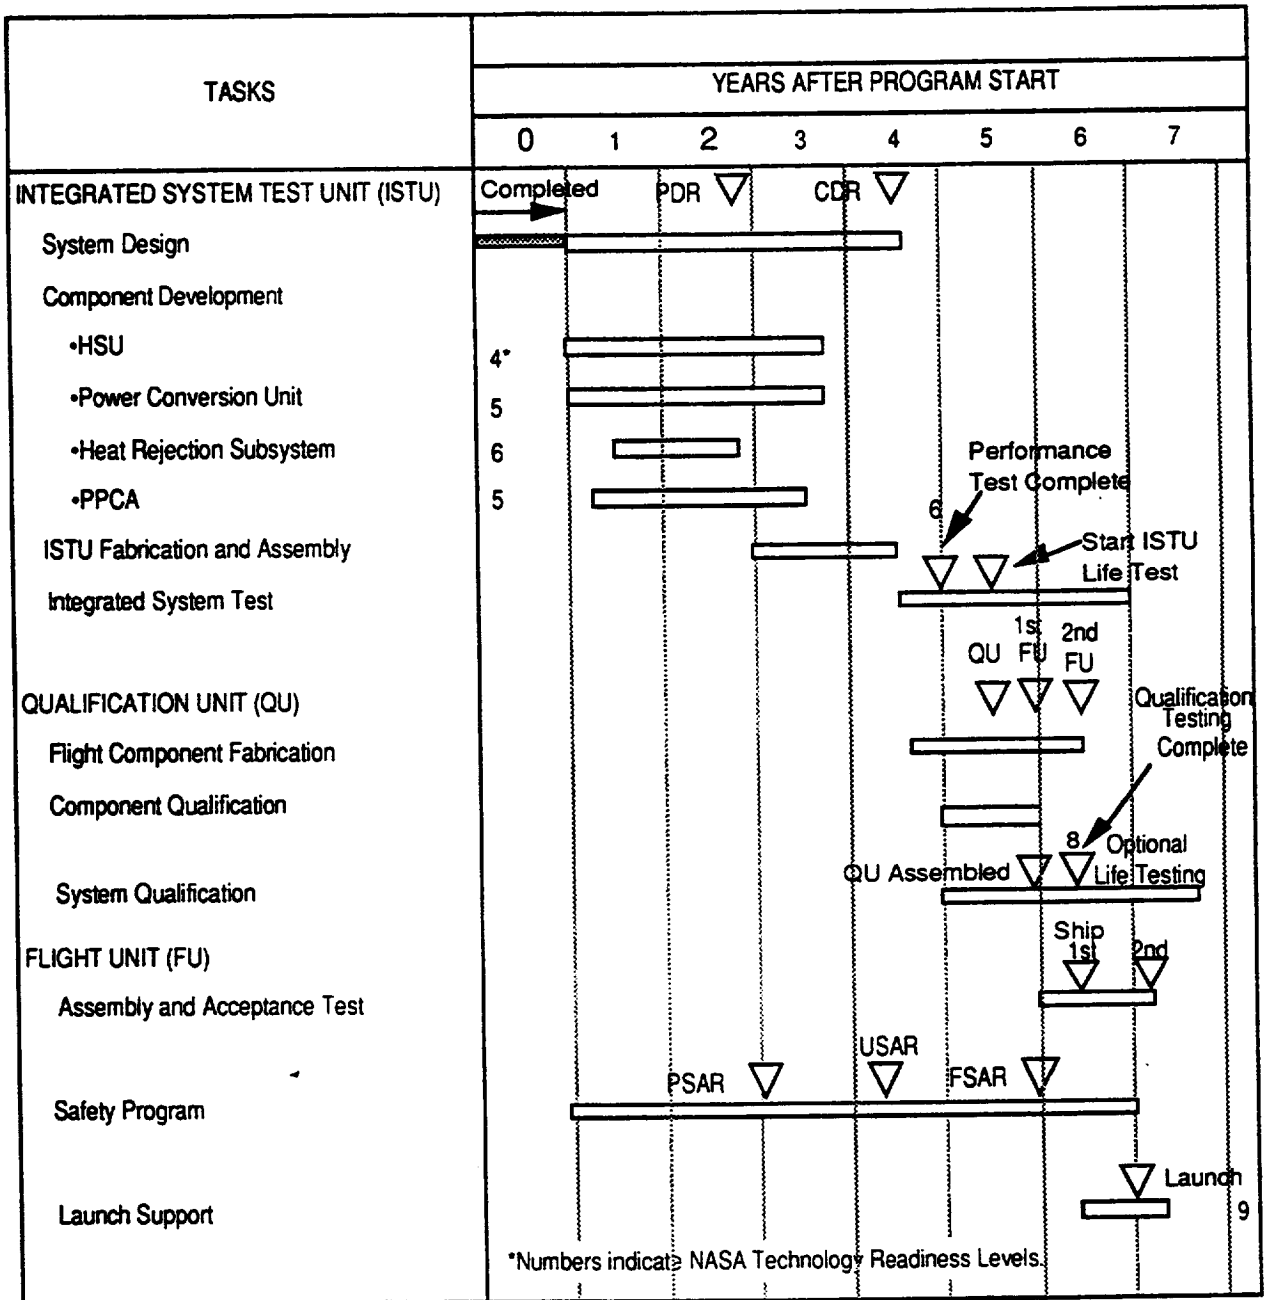 TASKS
YEARS AFTER PROGRAM START
0 1 2 3 4 5 6 7
INTEGRATED SYSTEM TEST UNIT (ISTU)
Completed
PDR
CDR
System Design
Component Development
•HSU
4*
•Power Conversion Unit
5
•Heat Rejection Subsystem
6
Performance
Test Complete
•PPCA
5
6
ISTU Fabrication and Assembly
Start ISTU
Life Test
Integrated System Test
QU
1st
FU
2nd
FU
QUALIFICATION UNIT (QU)
Qualification
Testing
Complete
Flight Component Fabrication
Component Qualification
8
Optional
Life Testing
QU Assembled
System Qualification
Ship
1st
2nd
FLIGHT UNIT (FU)
Assembly and Acceptance Test
PSAR
USAR
FSAR
Safety Program
Launch
Launch Support
9
*Numbers indicate NASA Technology Readiness Levels.